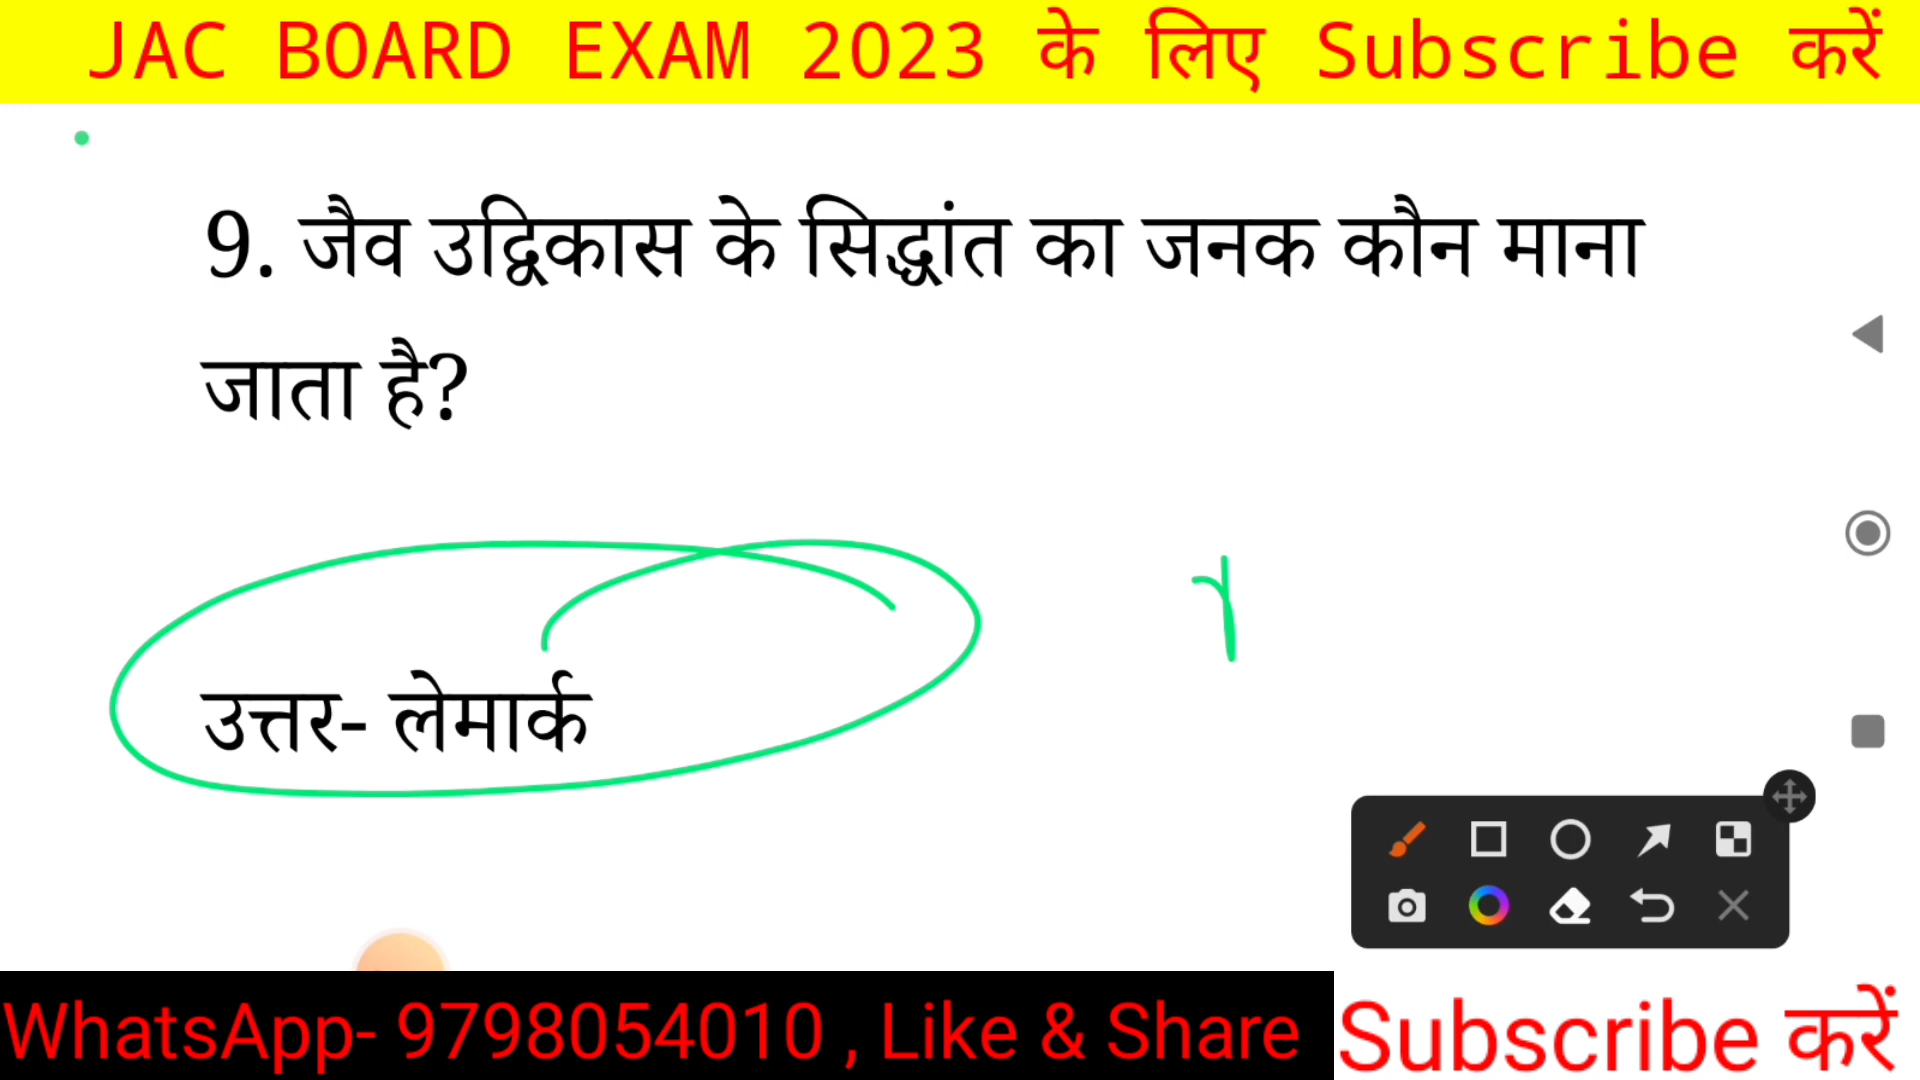 JAC BOARD EXAM 2023 के लिए Subscribe करें
9. जैव उद्विकास के सिद्धांत का जनक कौन माना
जाता है?
उत्तर- लेमार्क
WhatsApp- 9798054010 , Like & Share Subscribe करें